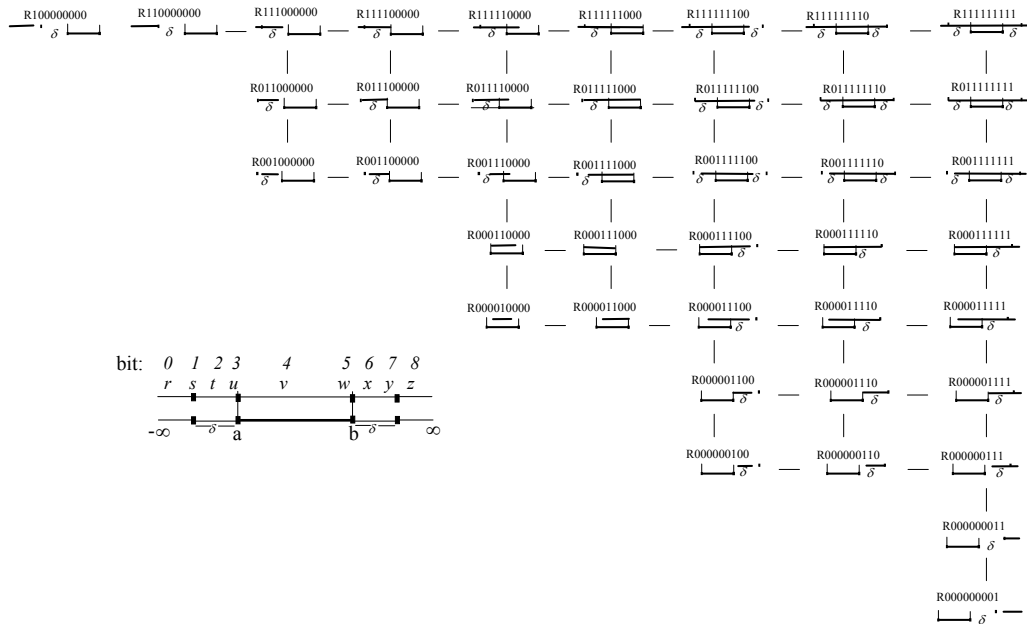 R100000000 R110000000 R111000000 R111100000 R111110000 R111111000 R111111100 R111111110 R111111111
δ δ δ δ δ δ δ δ δ δ δ δ
R011000000 R011100000 R011110000 R011111000 R011111100 R011111110 R011111111
δ δ δ δ δ δ δ δ δ δ
R001000000 R001100000 R001110000 R001111000 R001111100 R001111110 R001111111
δ δ δ δ δ δ δ δ δ δ
R000110000 R000111000 R000111100 R000111110 R000111111
δ δ δ
R000010000 R000011000 R000011100 R000011110 R000011111
δ δ δ
bit: 0 1 2 3 4 5 6 7 8
r s t u v w x y z
-∞ δ a b δ ∞
R000001100 R000001110 R000001111
δ δ δ
R000000100 R000000110 R000000111
δ δ δ
R000000011
δ
R000000001
δ